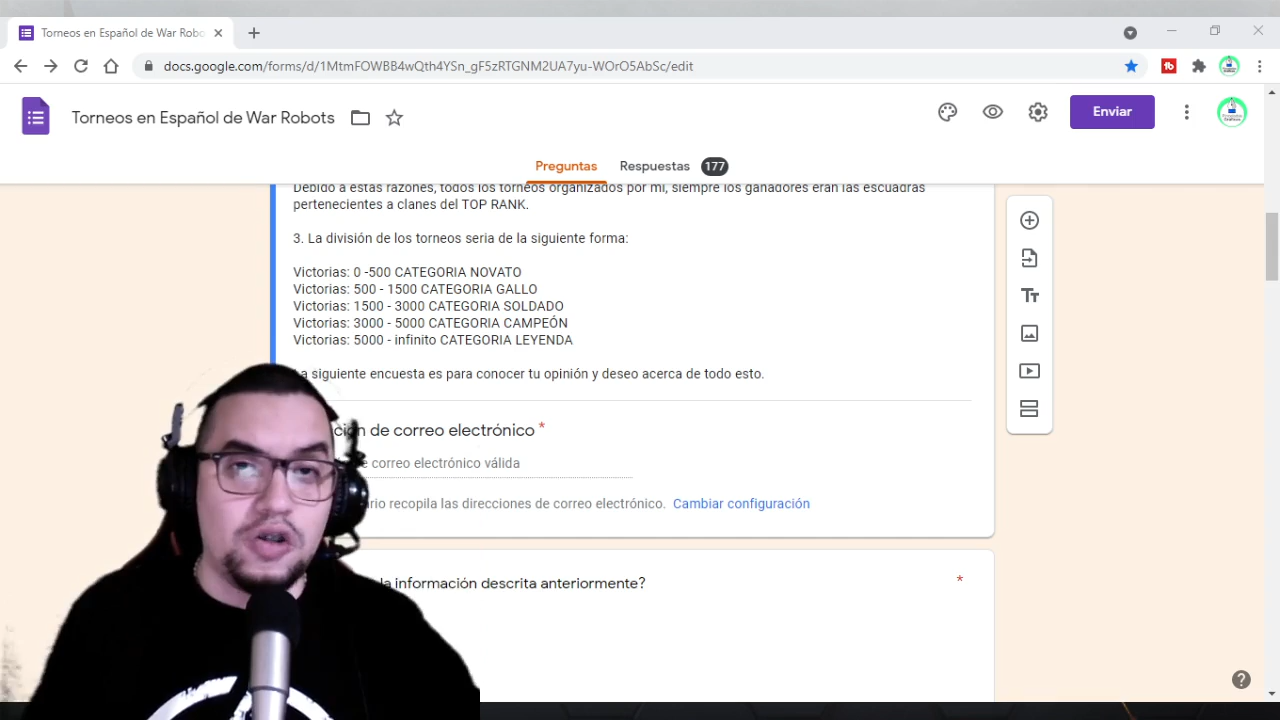 Torneos en Español de War Robo
docs.google.com/forms/d/1MtmFOWBB4wQth4YSn_gF5zRTGNM2UA7yu-WOrO5AbSc/edit
Torneos en Español de War Robots
Enviar
Preguntas
Respuestas 177
Debido a estas razones, todos los torneos organizados por mi, siempre los ganadores eran las escuadras
pertenecientes a clanes del TOP RANK.
3. La división de los torneos seria de la siguiente forma:
Victorias: 0 -500 CATEGORIA NOVATO
Victorias: 500 - 1500 CATEGORIA GALLO
Victorias: 1500 - 3000 CATEGORIA SOLDADO
Victorias: 3000 - 5000 CATEGORIA CAMPEÓN
Victorias: 5000 - infinito CATEGORIA LEYENDA
a siguiente encuesta es para conocer tu opinión y deseo acerca de todo esto.
ción de correo electrónico *
de correo electrónico válida
ario recopila las direcciones de correo electrónico. Cambiar configuración
la información descrita anteriormente? *